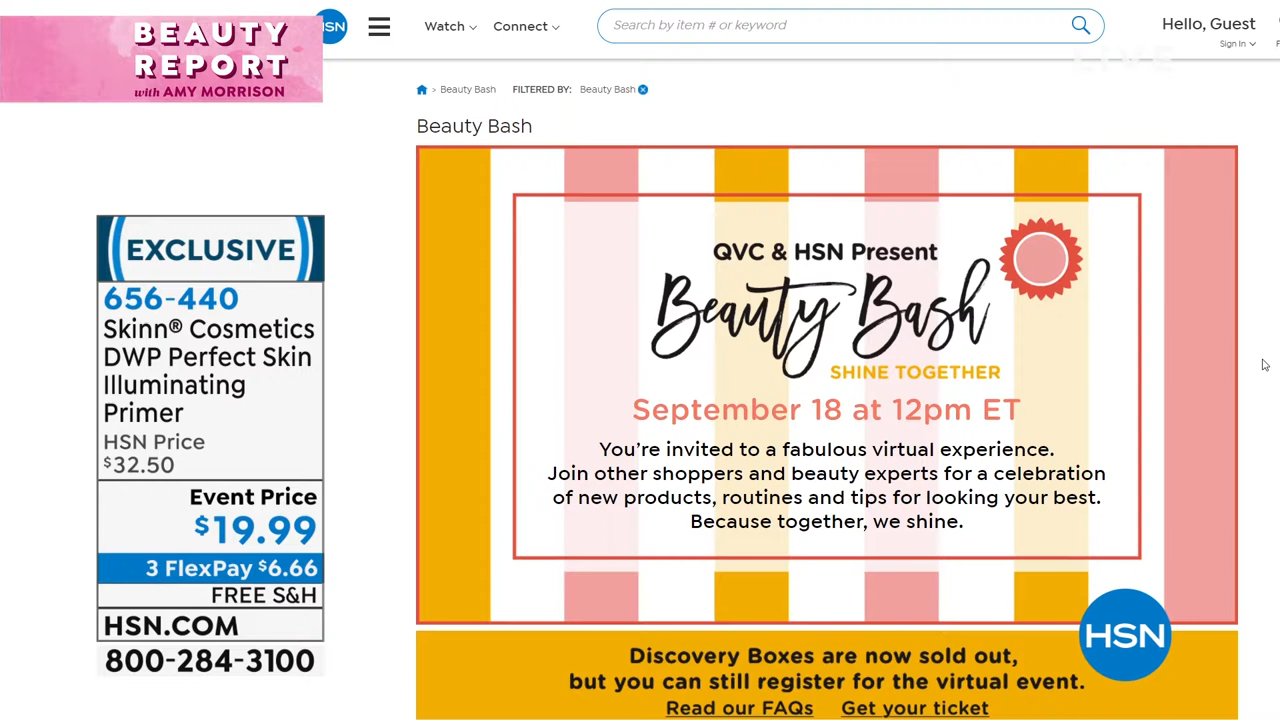 BEAUTY
REPORT
with AMY MORRISON
Watch
Connect
Search by item # or keyword
Hello, Guest
Sign In
LIVE
> Beauty Bash FILTERED BY: Beauty Bash
Beauty Bash
EXCLUSIVE
656-440
Skinn® Cosmetics
DWP Perfect Skin
Illuminating
Primer
HSN Price
$32.50
Event Price
$19.99
3 FlexPay $6.66
FREE S&H
HSN.COM
800-284-3100
QVC & HSN Present
Beauty Bash
SHINE TOGETHER
September 18 at 12pm ET
You're invited to a fabulous virtual experience.
Join other shoppers and beauty experts for a celebration
of new products, routines and tips for looking your best.
Because together, we shine.
HSN
Discovery Boxes are now sold out,
but you can still register for the virtual event.
Read our FAQs Get your ticket